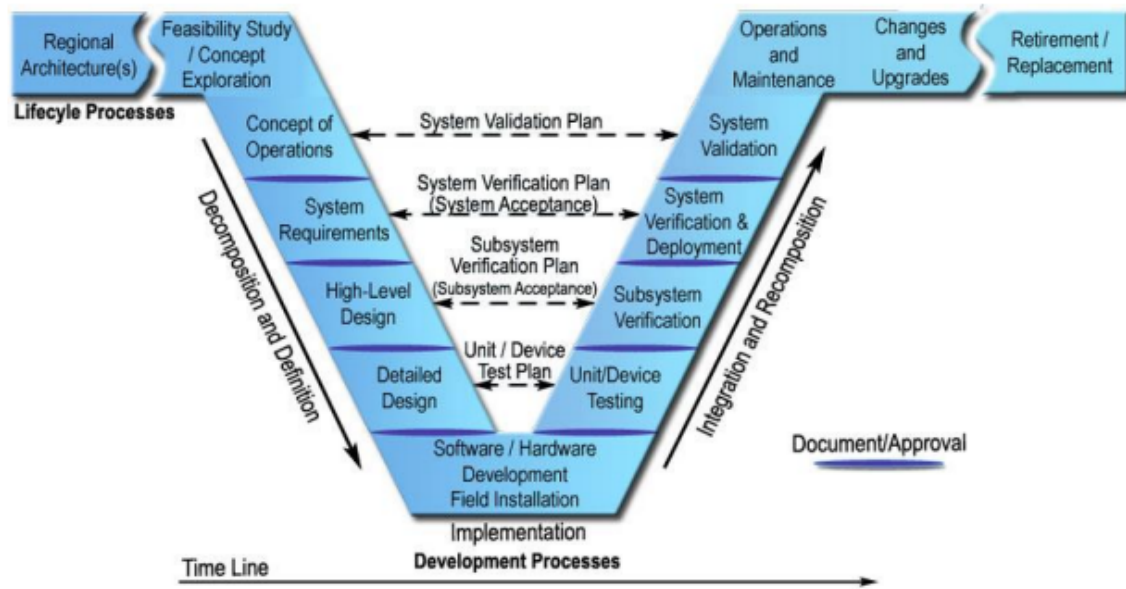 Regional
Architecture(s)
Feasibility Study
/ Concept
Exploration
Operations
and
Maintenance
Changes
and
Upgrades
Retirement /
Replacement
Lifecyle Processes
Concept of
Operations
System Validation Plan
System
Validation
Decomposition and Definition
System
Requirements
System Verification Plan
(System Acceptance)
System
Verification &
Deployment
High-Level
Design
Subsystem
Verification Plan
(Subsystem Acceptance)
Subsystem
Verification
Detailed
Design
Unit / Device
Test Plan
Unit/Device
Testing
Integration and Recomposition
Software / Hardware
Development
Field Installation
Document/Approval
Implementation
Development Processes
Time Line